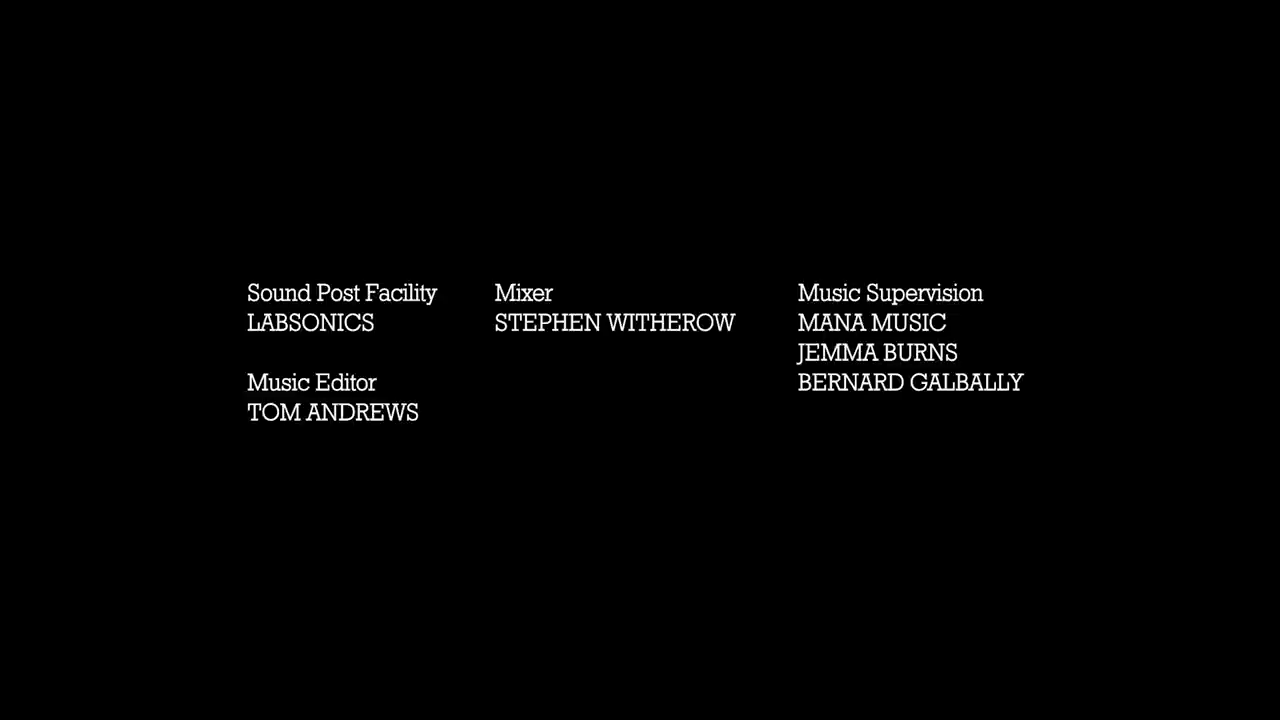 Sound Post Facility
LABSONICS
Music Editor
TOM ANDREWS
Mixer
STEPHEN WITHEROW
Music Supervision
MANA MUSIC
JEMMA BURNS
BERNARD GALBALLY